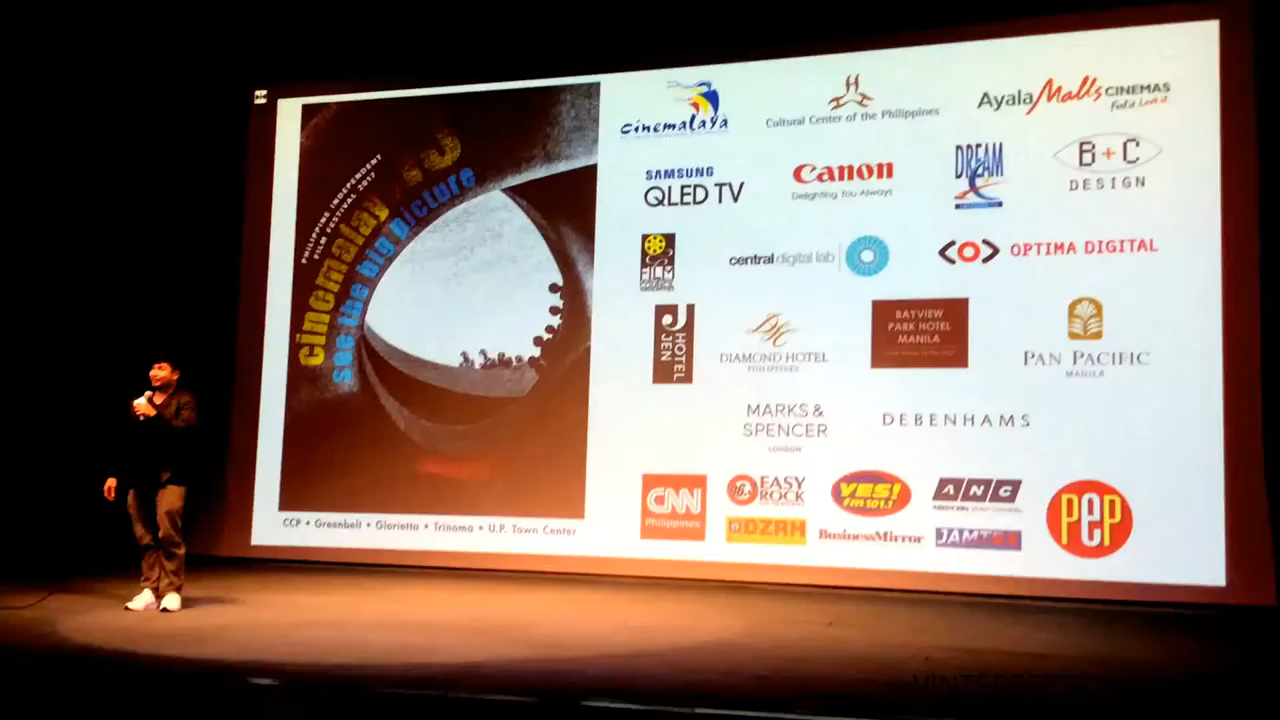 PHILIPPINE INDEPENDENT
FILM FESTIVAL 2017
cinemalaya
see the big picture
CCP • Greenbelt • Glorietta • Trinoma • U.P. Town Center
cinemalaya
Cultural Center of the Philippines
Ayala Malls CINEMAS
Find it. Love it.
SAMSUNG
QLED TV
Canon
Delighting You Always
DREAM
B+C
DESIGN
FILM
central digital lab
OPTIMA DIGITAL
J
HOTEL
JEN
DIAMOND HOTEL
PHILIPPINES
BAYVIEW
PARK HOTEL
MANILA
PAN PACIFIC
MANILA
MARKS &
SPENCER
LONDON
DEBENHAMS
CNN
Philippines
EASY
ROCK
YES!
FM 101.1
ANC
PEP
DZRH
BusinessMirror